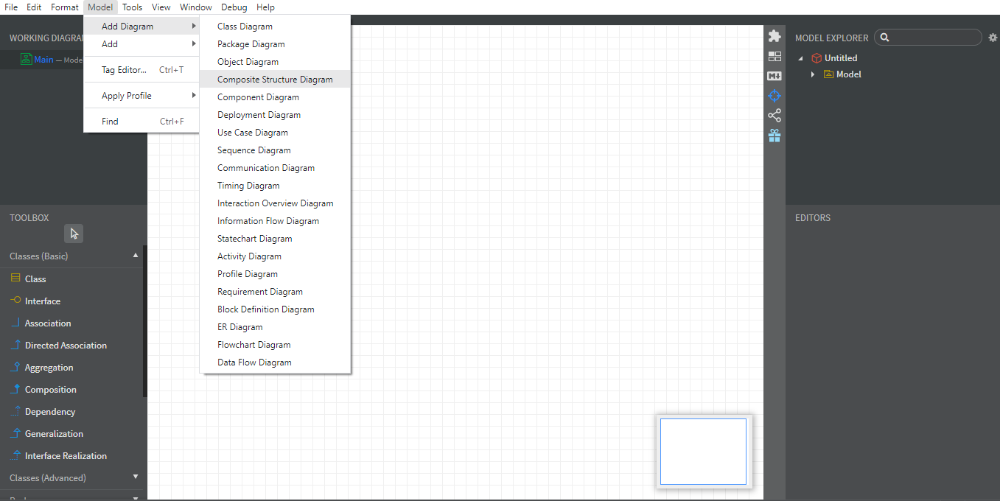 File Edit Format Model Tools View Window Debug Help
WORKING DIAGRA
Main — Mode
Add Diagram
Add
Tag Editor... Ctrl+T
Apply Profile
Find Ctrl+F
Class Diagram
Package Diagram
Object Diagram
Composite Structure Diagram
Component Diagram
Deployment Diagram
Use Case Diagram
Sequence Diagram
Communication Diagram
Timing Diagram
Interaction Overview Diagram
Information Flow Diagram
Statechart Diagram
Activity Diagram
Profile Diagram
Requirement Diagram
Block Definition Diagram
ER Diagram
Flowchart Diagram
Data Flow Diagram
TOOLBOX
Classes (Basic)
Class
Interface
Association
Directed Association
Aggregation
Composition
Dependency
Generalization
Interface Realization
Classes (Advanced)
M
MODEL EXPLORER
Untitled
Model
EDITORS